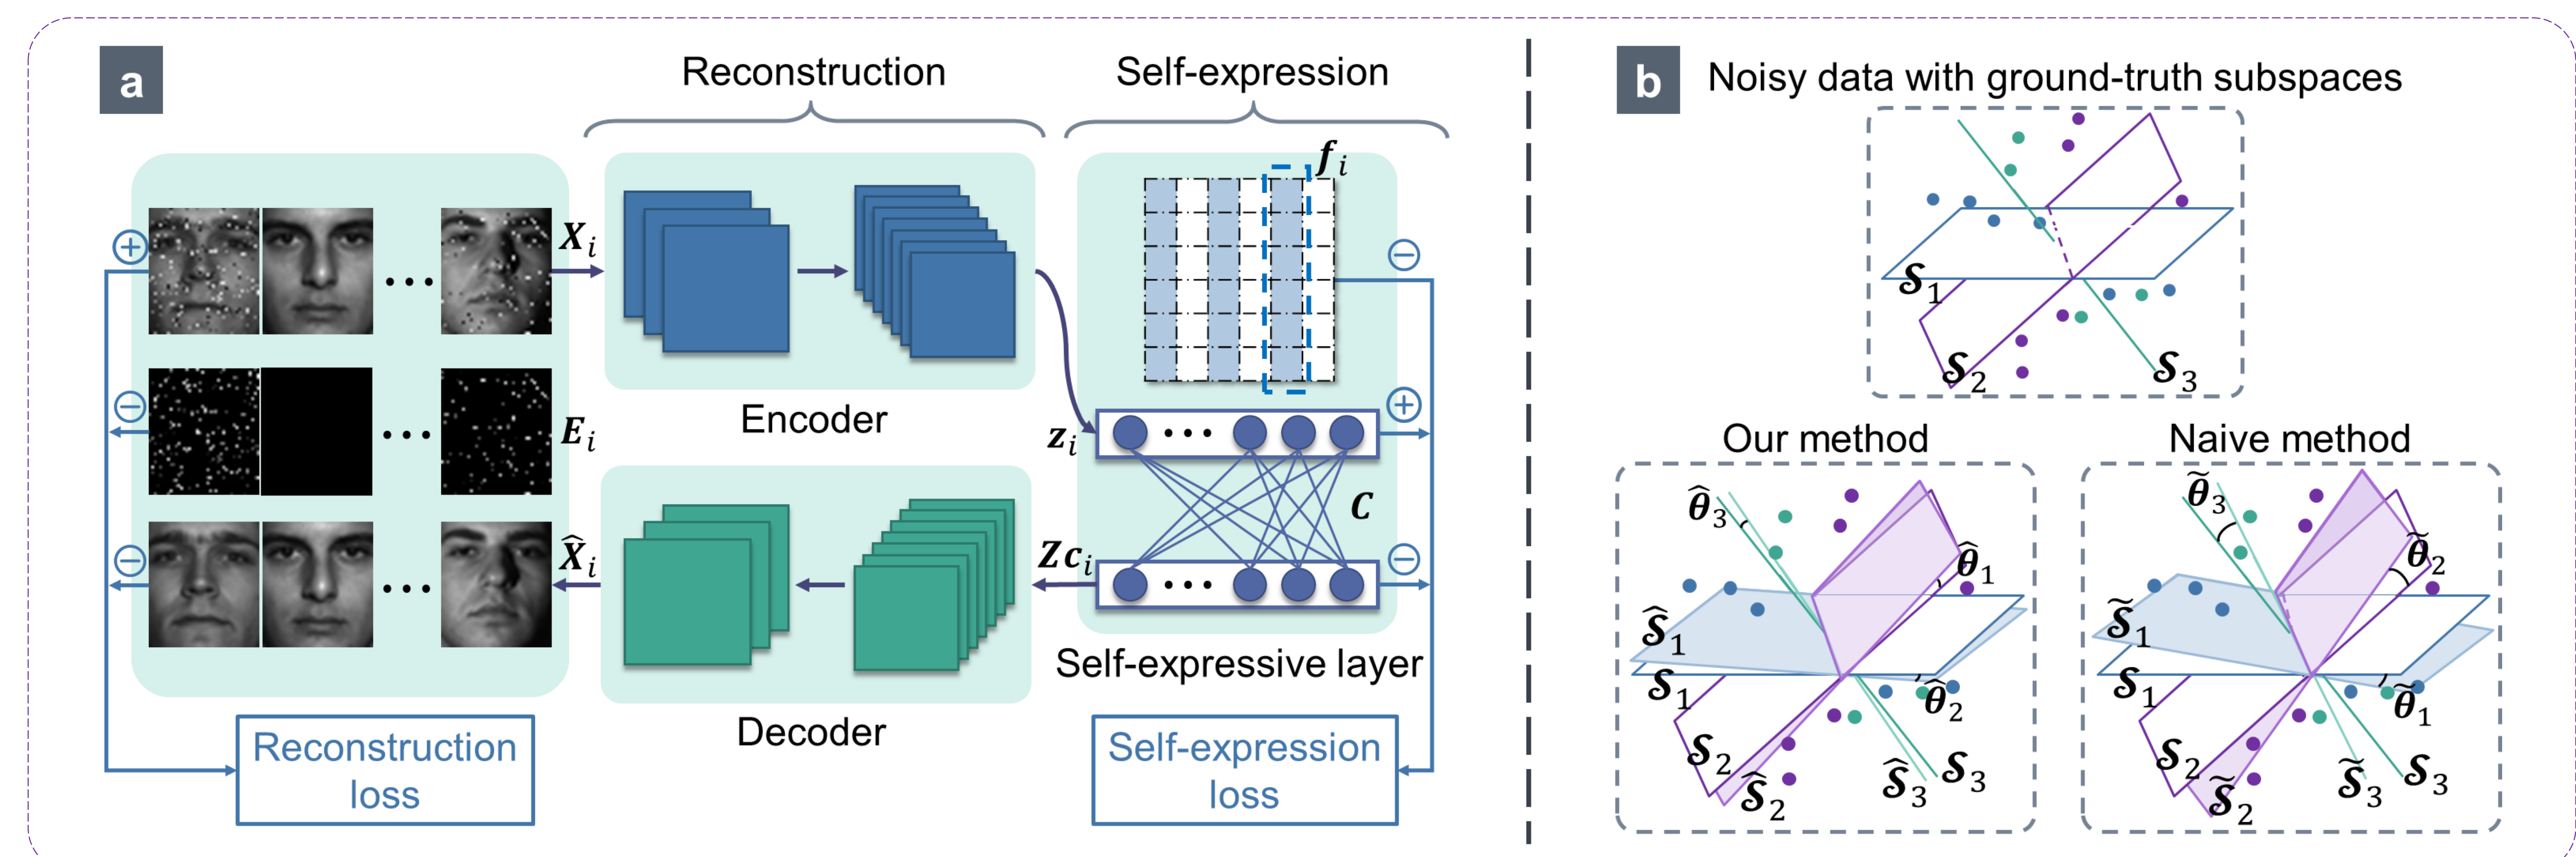 a
Reconstruction
Self-expression
f_i
X_i
+
−
Encoder
−
E_i
z_i
+
C
−
X̂_i
Zc_i
−
Self-expressive layer
Decoder
Reconstruction
loss
Self-expression
loss
b
Noisy data with ground-truth subspaces
S_1
S_2
S_3
Our method
θ̂_3
θ̂_1
Ŝ_1
S_1
θ̂_2
S_2
Ŝ_2
Ŝ_3
S_3
Naive method
θ̃_3
θ̃_2
S̃_1
S_1
θ̃_1
S_2
S̃_2
S̃_3
S_3